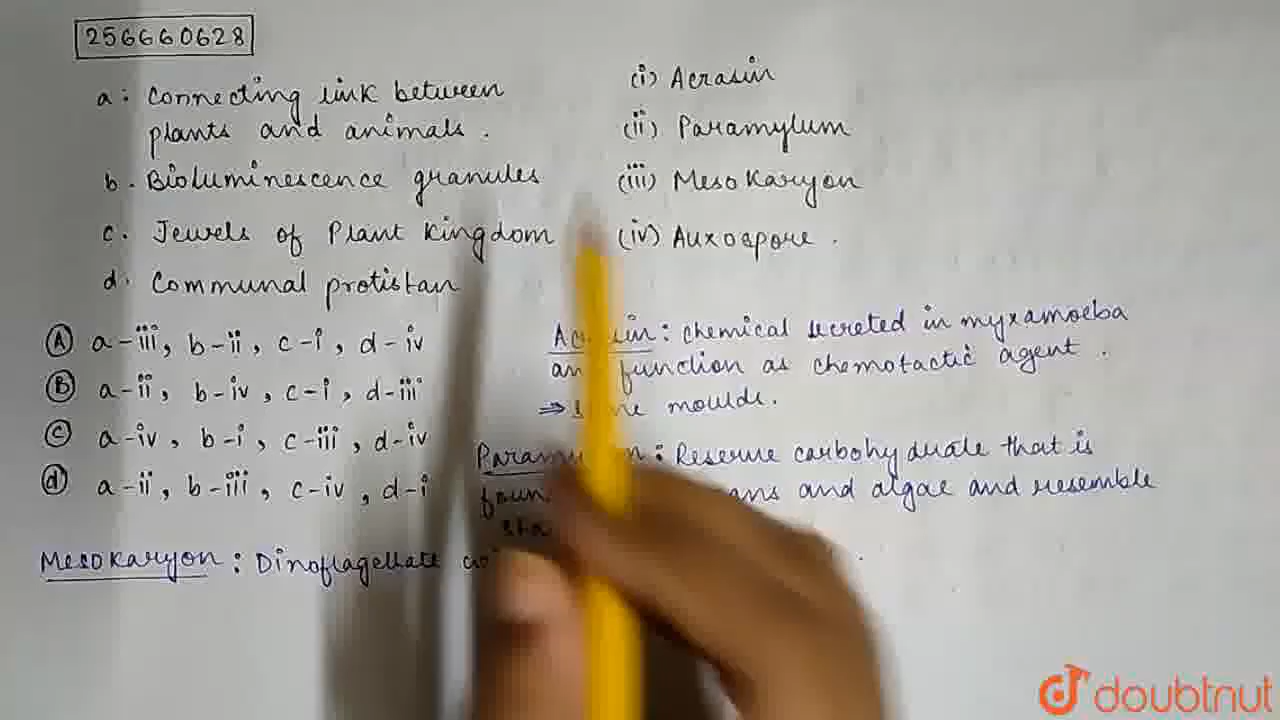 256660628
a: Connecting link between
plants and animals.
b. Bioluminescence granules
c. Jewels of Plant Kingdom
d. Communal protistan
(i) Acrasin
(ii) Paramylum
(iii) Mesokaryon
(iv) Auxospore.
(A) a-iii, b-ii, c-i, d-iv
(B) a-ii, b-iv, c-i, d-iii
(C) a-iv, b-i, c-iii, d-iv
(d) a-ii, b-iii, c-iv, d-i
: chemical secreted in myxamoeba
function as chemotactic agent.
⇒ moulds.
: Reserve carbohydrate that is
and algae and resemble
Mesokaryon: Dinoflagellate
doubtnut